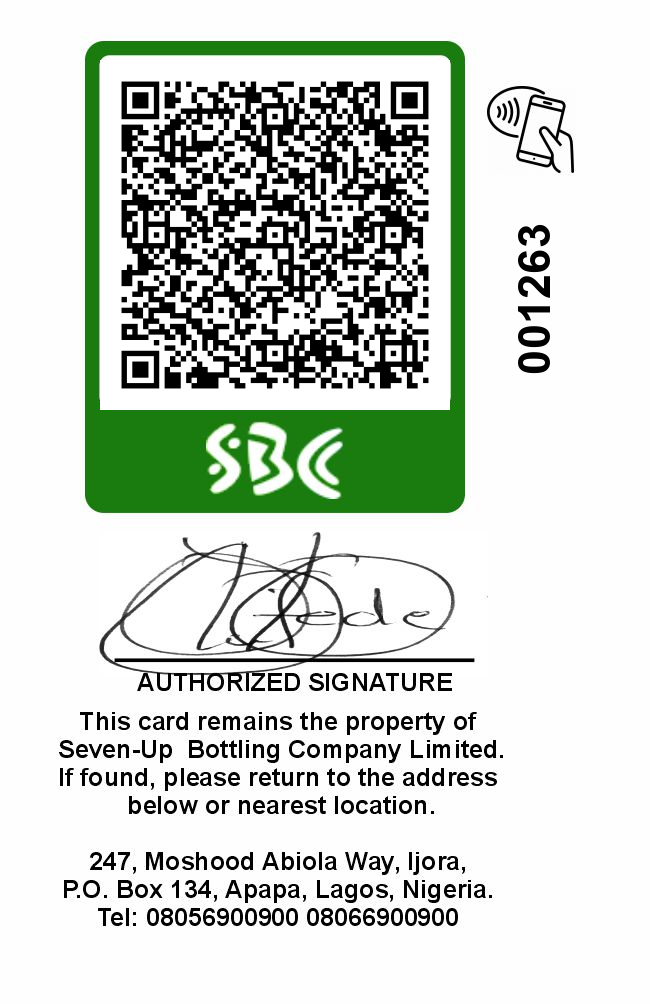 001263
SBC
AUTHORIZED SIGNATURE
This card remains the property of
Seven-Up Bottling Company Limited.
If found, please return to the address
below or nearest location.
247, Moshood Abiola Way, Ijora,
P.O. Box 134, Apapa, Lagos, Nigeria.
Tel: 08056900900 08066900900